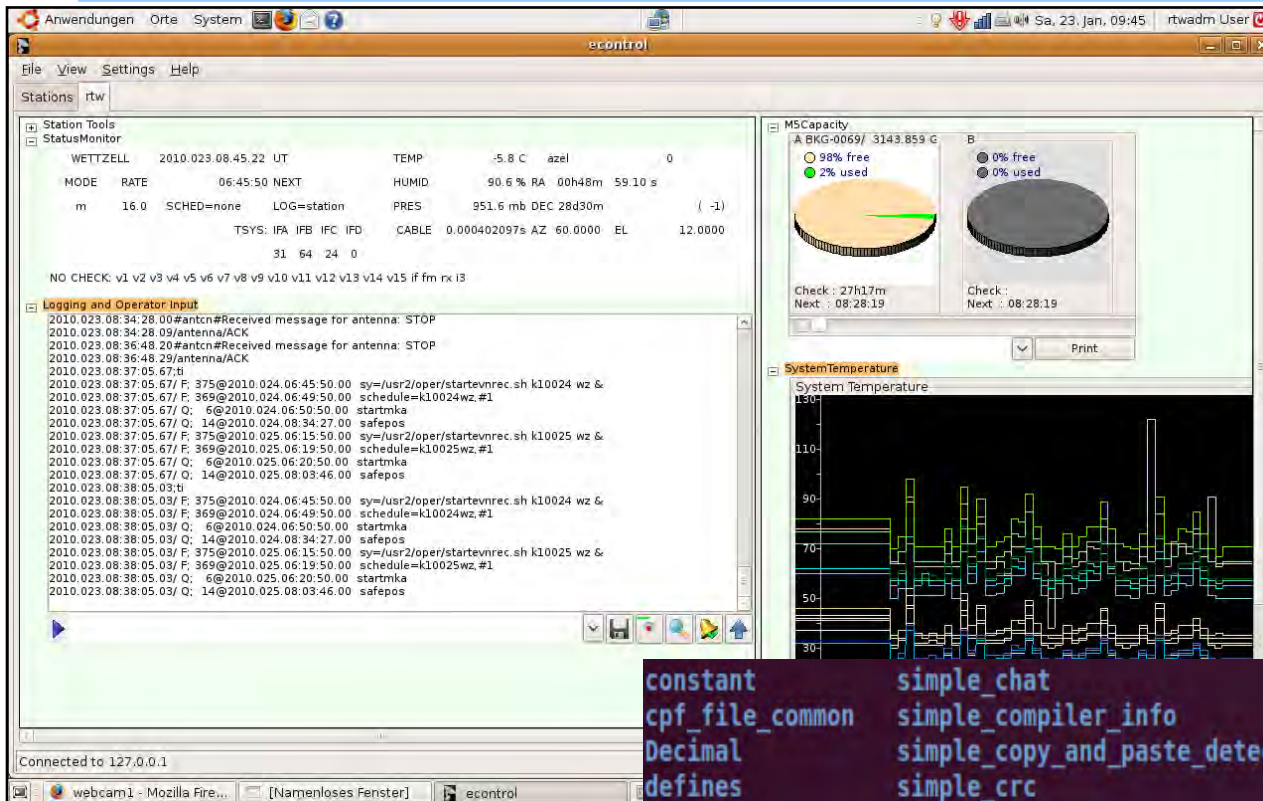 Anwendungen Orte System Sa, 23. Jan, 09:45 rtwadm User
econtrol
File View Settings Help
Stations rtw
Station Tools
StatusMonitor
WETTZELL 2010.023.08.45.22 UT TEMP -5.8 C azel 0
MODE RATE 06:45:50 NEXT HUMID 90.6 % RA 00h48m 59.10 s
m 16.0 SCHED=none LOG=station PRES 951.6 mb DEC 28d30m ( -1)
TSYS: IFA IFB IFC IFD CABLE 0.000402097s AZ 60.0000 EL 12.0000
31 64 24 0
NO CHECK: v1 v2 v3 v4 v5 v6 v7 v8 v9 v10 v11 v12 v13 v14 v15 if fm rx i3
Logging and Operator Input
2010.023.08:34:28.00#antcn#Received message for antenna: STOP
2010.023.08:34:28.09/antenna/ACK
2010.023.08:36:48.20#antcn#Received message for antenna: STOP
2010.023.08:36:48.29/antenna/ACK
2010.023.08:37:05.67;ti
2010.023.08:37:05.67/ F; 375@2010.024.06:45:50.00 sy=/usr2/oper/startevnrec.sh k10024 wz &
2010.023.08:37:05.67/ F; 369@2010.024.06:49:50.00 schedule=k10024wz,#1
2010.023.08:37:05.67/ Q; 6@2010.024.06:50:50.00 startmka
2010.023.08:37:05.67/ Q; 14@2010.024.08:34:27.00 safepos
2010.023.08:37:05.67/ F; 375@2010.025.06:15:50.00 sy=/usr2/oper/startevnrec.sh k10025 wz &
2010.023.08:37:05.67/ F; 369@2010.025.06:19:50.00 schedule=k10025wz,#1
2010.023.08:37:05.67/ Q; 6@2010.025.06:20:50.00 startmka
2010.023.08:37:05.67/ Q; 14@2010.025.08:03:46.00 safepos
2010.023.08:38:05.03;ti
2010.023.08:38:05.03/ F; 375@2010.024.06:45:50.00 sy=/usr2/oper/startevnrec.sh k10024 wz &
2010.023.08:38:05.03/ F; 369@2010.024.06:49:50.00 schedule=k10024wz,#1
2010.023.08:38:05.03/ Q; 6@2010.024.06:50:50.00 startmka
2010.023.08:38:05.03/ Q; 14@2010.024.08:34:27.00 safepos
2010.023.08:38:05.03/ F; 375@2010.025.06:15:50.00 sy=/usr2/oper/startevnrec.sh k10025 wz &
2010.023.08:38:05.03/ F; 369@2010.025.06:19:50.00 schedule=k10025wz,#1
2010.023.08:38:05.03/ Q; 6@2010.025.06:20:50.00 startmka
2010.023.08:38:05.03/ Q; 14@2010.025.08:03:46.00 safepos
M5Capacity
A BKG-0069/ 3143.859 G B
98% free 0% free
2% used 0% used
Check : 27h17m Check :
Next : 08:28:19 Next : 08:28:19
Print
SystemTemperature
System Temperature
130
110
90
70
50
30
constant simple_chat
cpf_file_common simple_compiler_info
Decimal simple_copy_and_paste_dete
defines simple_crc
Connected to 127.0.0.1
webcam1 - Mozilla Fire... [Namenloses Fenster] econtrol